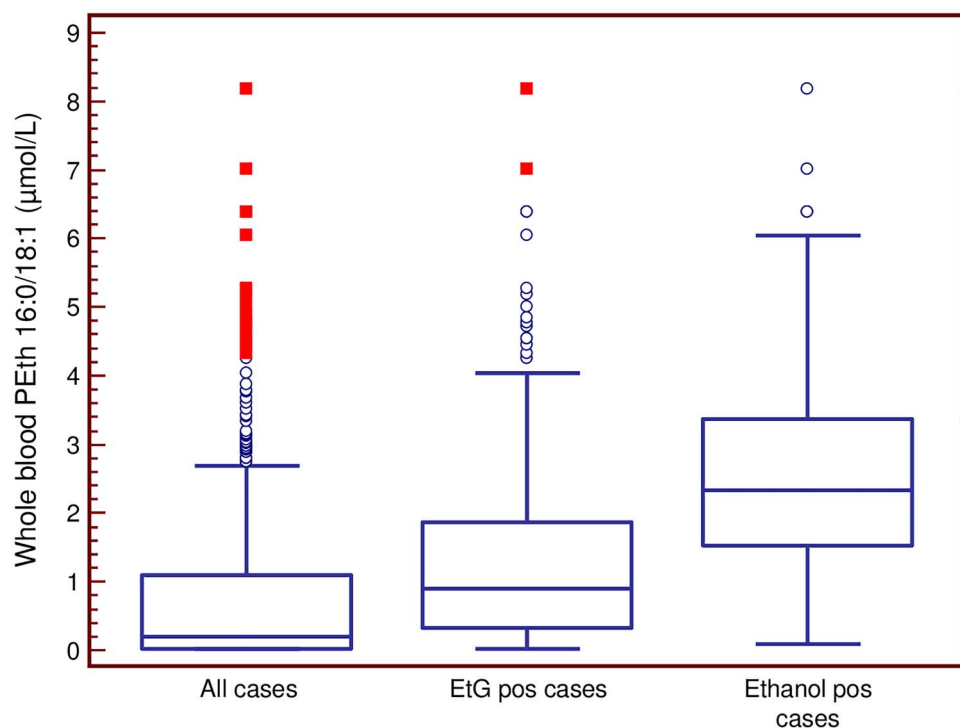 Whole blood PEth 16:0/18:1 (µmol/L)
9
8
7
6
5
4
3
2
1
0
All cases
EtG pos cases
Ethanol pos
cases